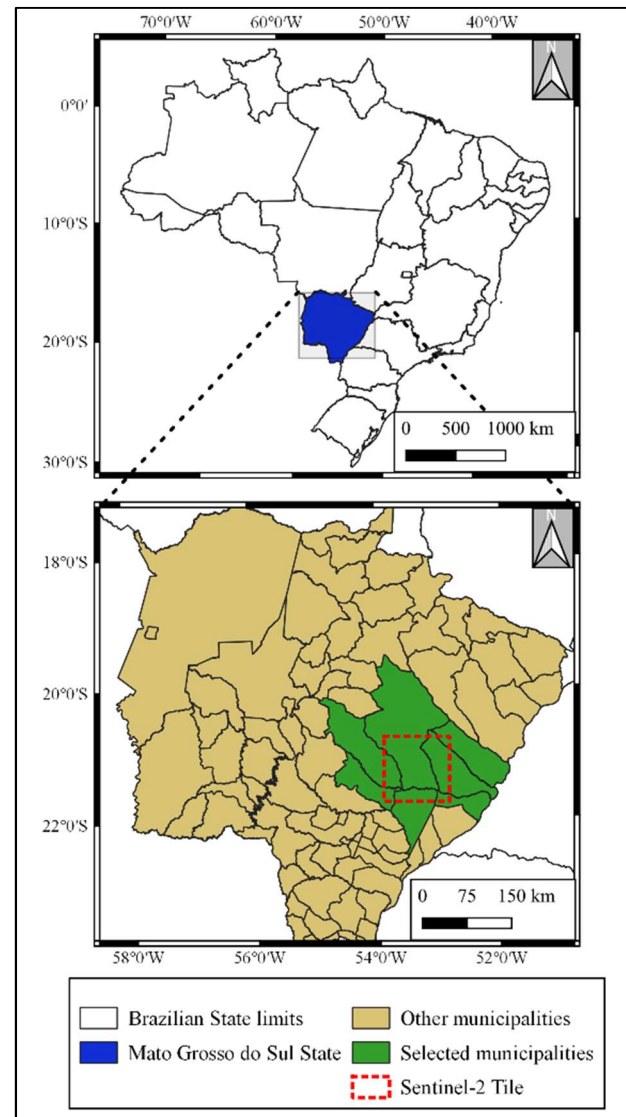 70°0'W 60°0'W 50°0'W 40°0'W
N
0°0'
10°0'S
20°0'S
30°0'S
0 500 1000 km
N
18°0'S
20°0'S
22°0'S
0 75 150 km
58°0'W 56°0'W 54°0'W 52°0'W
Brazilian State limits
Other municipalities
Mato Grosso do Sul State
Selected municipalities
Sentinel-2 Tile